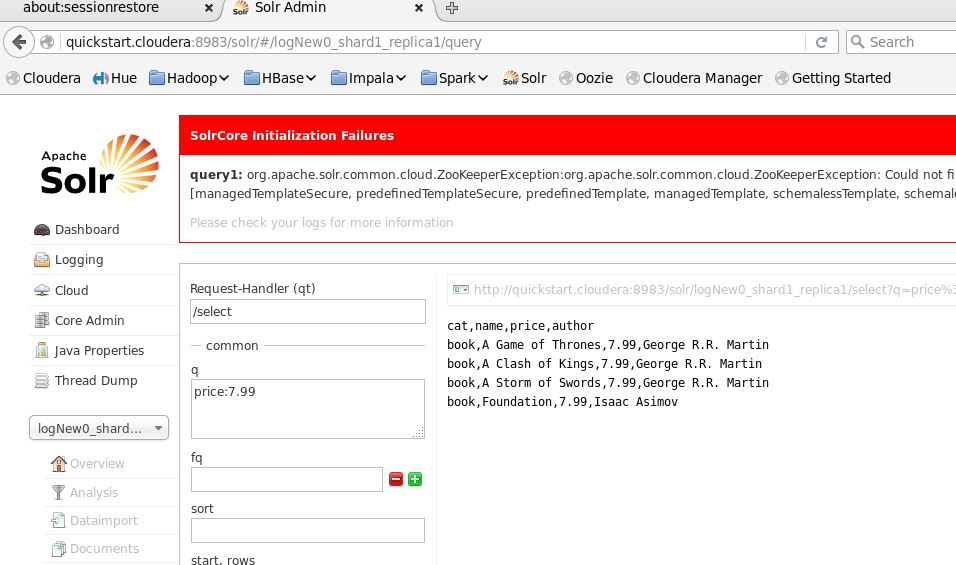 about:sessionrestore
Solr Admin
quickstart.cloudera:8983/solr/#/logNew0_shard1_replica1/query
Search
Cloudera Hue Hadoop HBase Impala Spark Solr Oozie Cloudera Manager Getting Started
Apache
Solr
SolrCore Initialization Failures
query1: org.apache.solr.common.cloud.ZooKeeperException:org.apache.solr.common.cloud.ZooKeeperException: Could not fi
[managedTemplateSecure, predefinedTemplateSecure, predefinedTemplate, managedTemplate, schemalessTemplate, schemale
Please check your logs for more information
Dashboard
Logging
Cloud
Core Admin
Java Properties
Thread Dump
logNew0_shard...
Overview
Analysis
Dataimport
Documents
Request-Handler (qt)
/select
common
q
price:7.99
fq
sort
start, rows
http://quickstart.cloudera:8983/solr/logNew0_shard1_replica1/select?q=price%3
cat,name,price,author
book,A Game of Thrones,7.99,George R.R. Martin
book,A Clash of Kings,7.99,George R.R. Martin
book,A Storm of Swords,7.99,George R.R. Martin
book,Foundation,7.99,Isaac Asimov